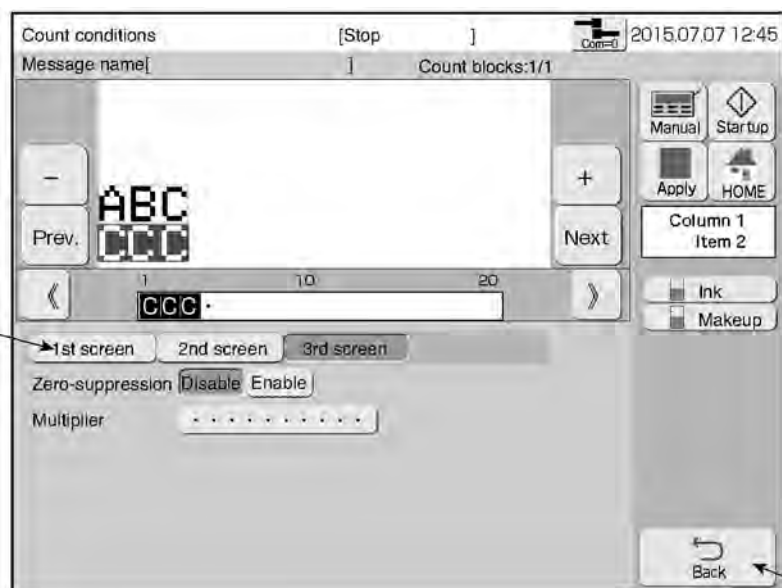 Count conditions [Stop ] Com=0 2015.07.07 12:45
Message name[ ] Count blocks:1/1
Manual Startup
- +
ABC
Apply HOME
Prev. CCC Next
Column 1
Item 2
1 10 20
《 CCC· 》
Ink
Makeup
1st screen 2nd screen 3rd screen
Zero-suppression Disable Enable
Multiplier · · · · · · · · · ·
Back